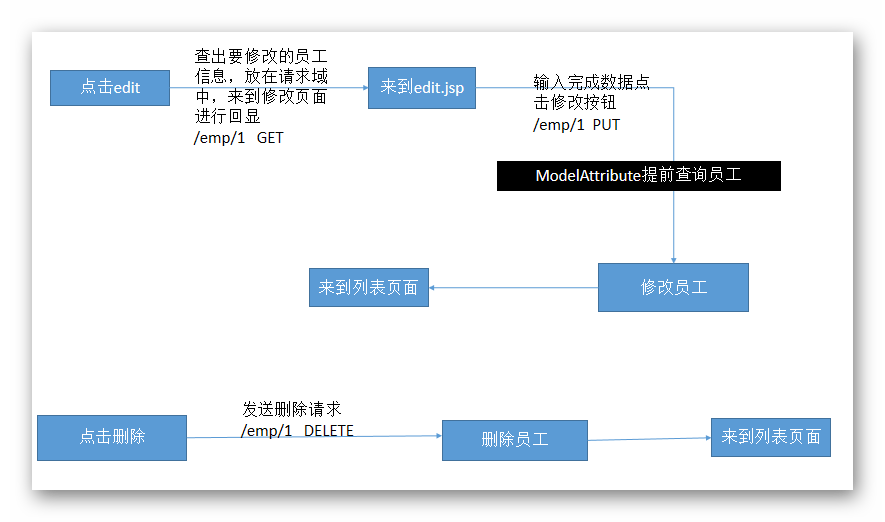 点击edit
查出要修改的员工
信息，放在请求域
中，来到修改页面
进行回显
/emp/1 GET
来到edit.jsp
输入完成数据点
击修改按钮
/emp/1 PUT
ModelAttribute提前查询员工
来到列表页面
修改员工
点击删除
发送删除请求
/emp/1 DELETE
删除员工
来到列表页面